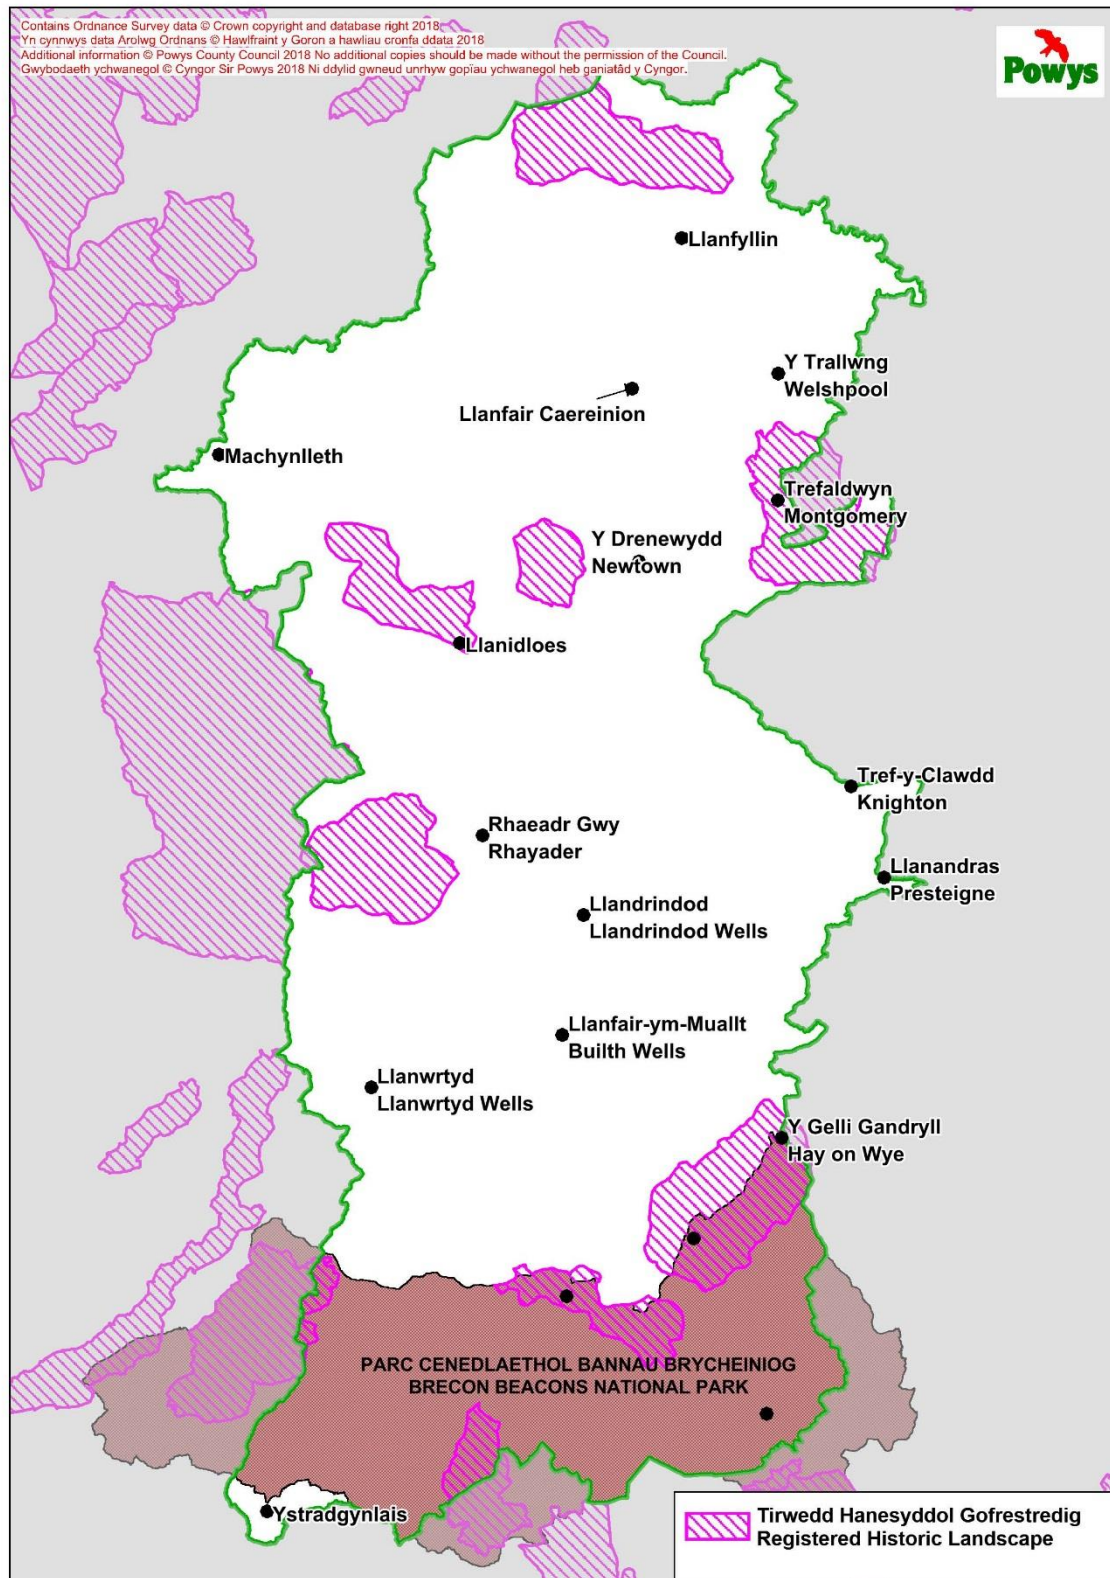 Contains Ordnance Survey data © Crown copyright and database right 2018
Yn cynnwys data Arolwg Ordnans © Hawlfraint y Goron a hawliau cronfa ddata 2018
Additional information © Powys County Council 2018 No additional copies should be made without the permission of the Council.
Gwybodaeth ychwanegol © Cyngor Sir Powys 2018 Ni ddylid gwneud unrhyw gopïau ychwanegol heb ganiatâd y Cyngor.
Powys
Llanfyllin
Y Trallwng
Welshpool
Llanfair Caereinion
Machynlleth
Trefaldwyn
Montgomery
Y Drenewydd
Newtown
Llanidloes
Tref-y-Clawdd
Knighton
Rhaeadr Gwy
Rhayader
Llanandras
Presteigne
Llandrindod
Llandrindod Wells
Llanfair-ym-Muallt
Builth Wells
Llanwrtyd
Llanwrtyd Wells
Y Gelli Gandryll
Hay on Wye
PARC CENEDLAETHOL BANNAU BRYCHEINIOG
BRECON BEACONS NATIONAL PARK
Ystradgynlais
Tirwedd Hanesyddol Gofrestredig
Registered Historic Landscape